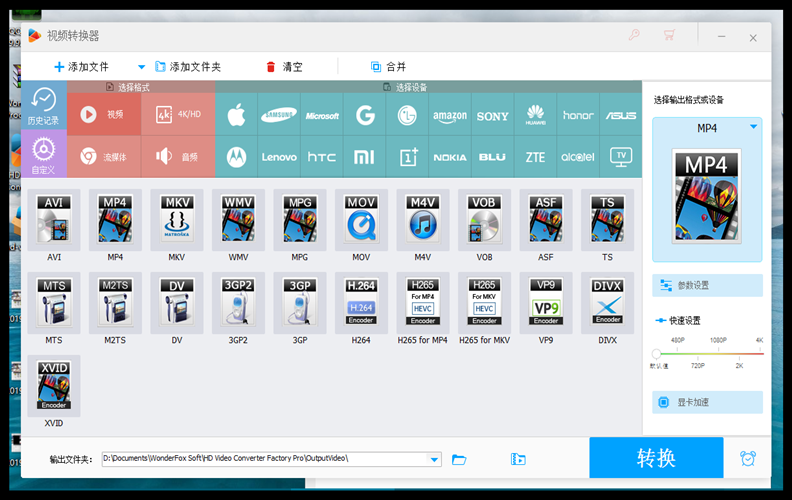 视频转换器
添加文件 添加文件夹 清空 合并
选择格式 选择设备
历史记录 视频 4K/HD SAMSUNG Microsoft G LG amazon SONY HUAWEI honor ASUS
自定义 流媒体 音频 Lenovo hTC MI 1+ NOKIA BLU ZTE alcatel TV
选择输出格式或设备
MP4
MP4
AVI MP4 MKV WMV MPG MOV M4V VOB ASF TS
MATROŠKA
AVI MP4 MKV WMV MPG MOV M4V VOB ASF TS
MTS M2TS DV 3GP2 3GP H.264 H265 H265 VP9 DIVX
For MP4 For MKV
H.264 HEVC HEVC VP9
Encoder Encoder Encoder Encoder Encoder
MTS M2TS DV 3GP2 3GP H264 H265 for MP4 H265 for MKV VP9 DIVX
XVID
Encoder
XVID
参数设置
快速设置
480P 1080P 4K
默认值 720P 2K
显卡加速
输出文件夹: D:\Documents\WonderFox Soft\HD Video Converter Factory Pro\OutputVideo\
转换